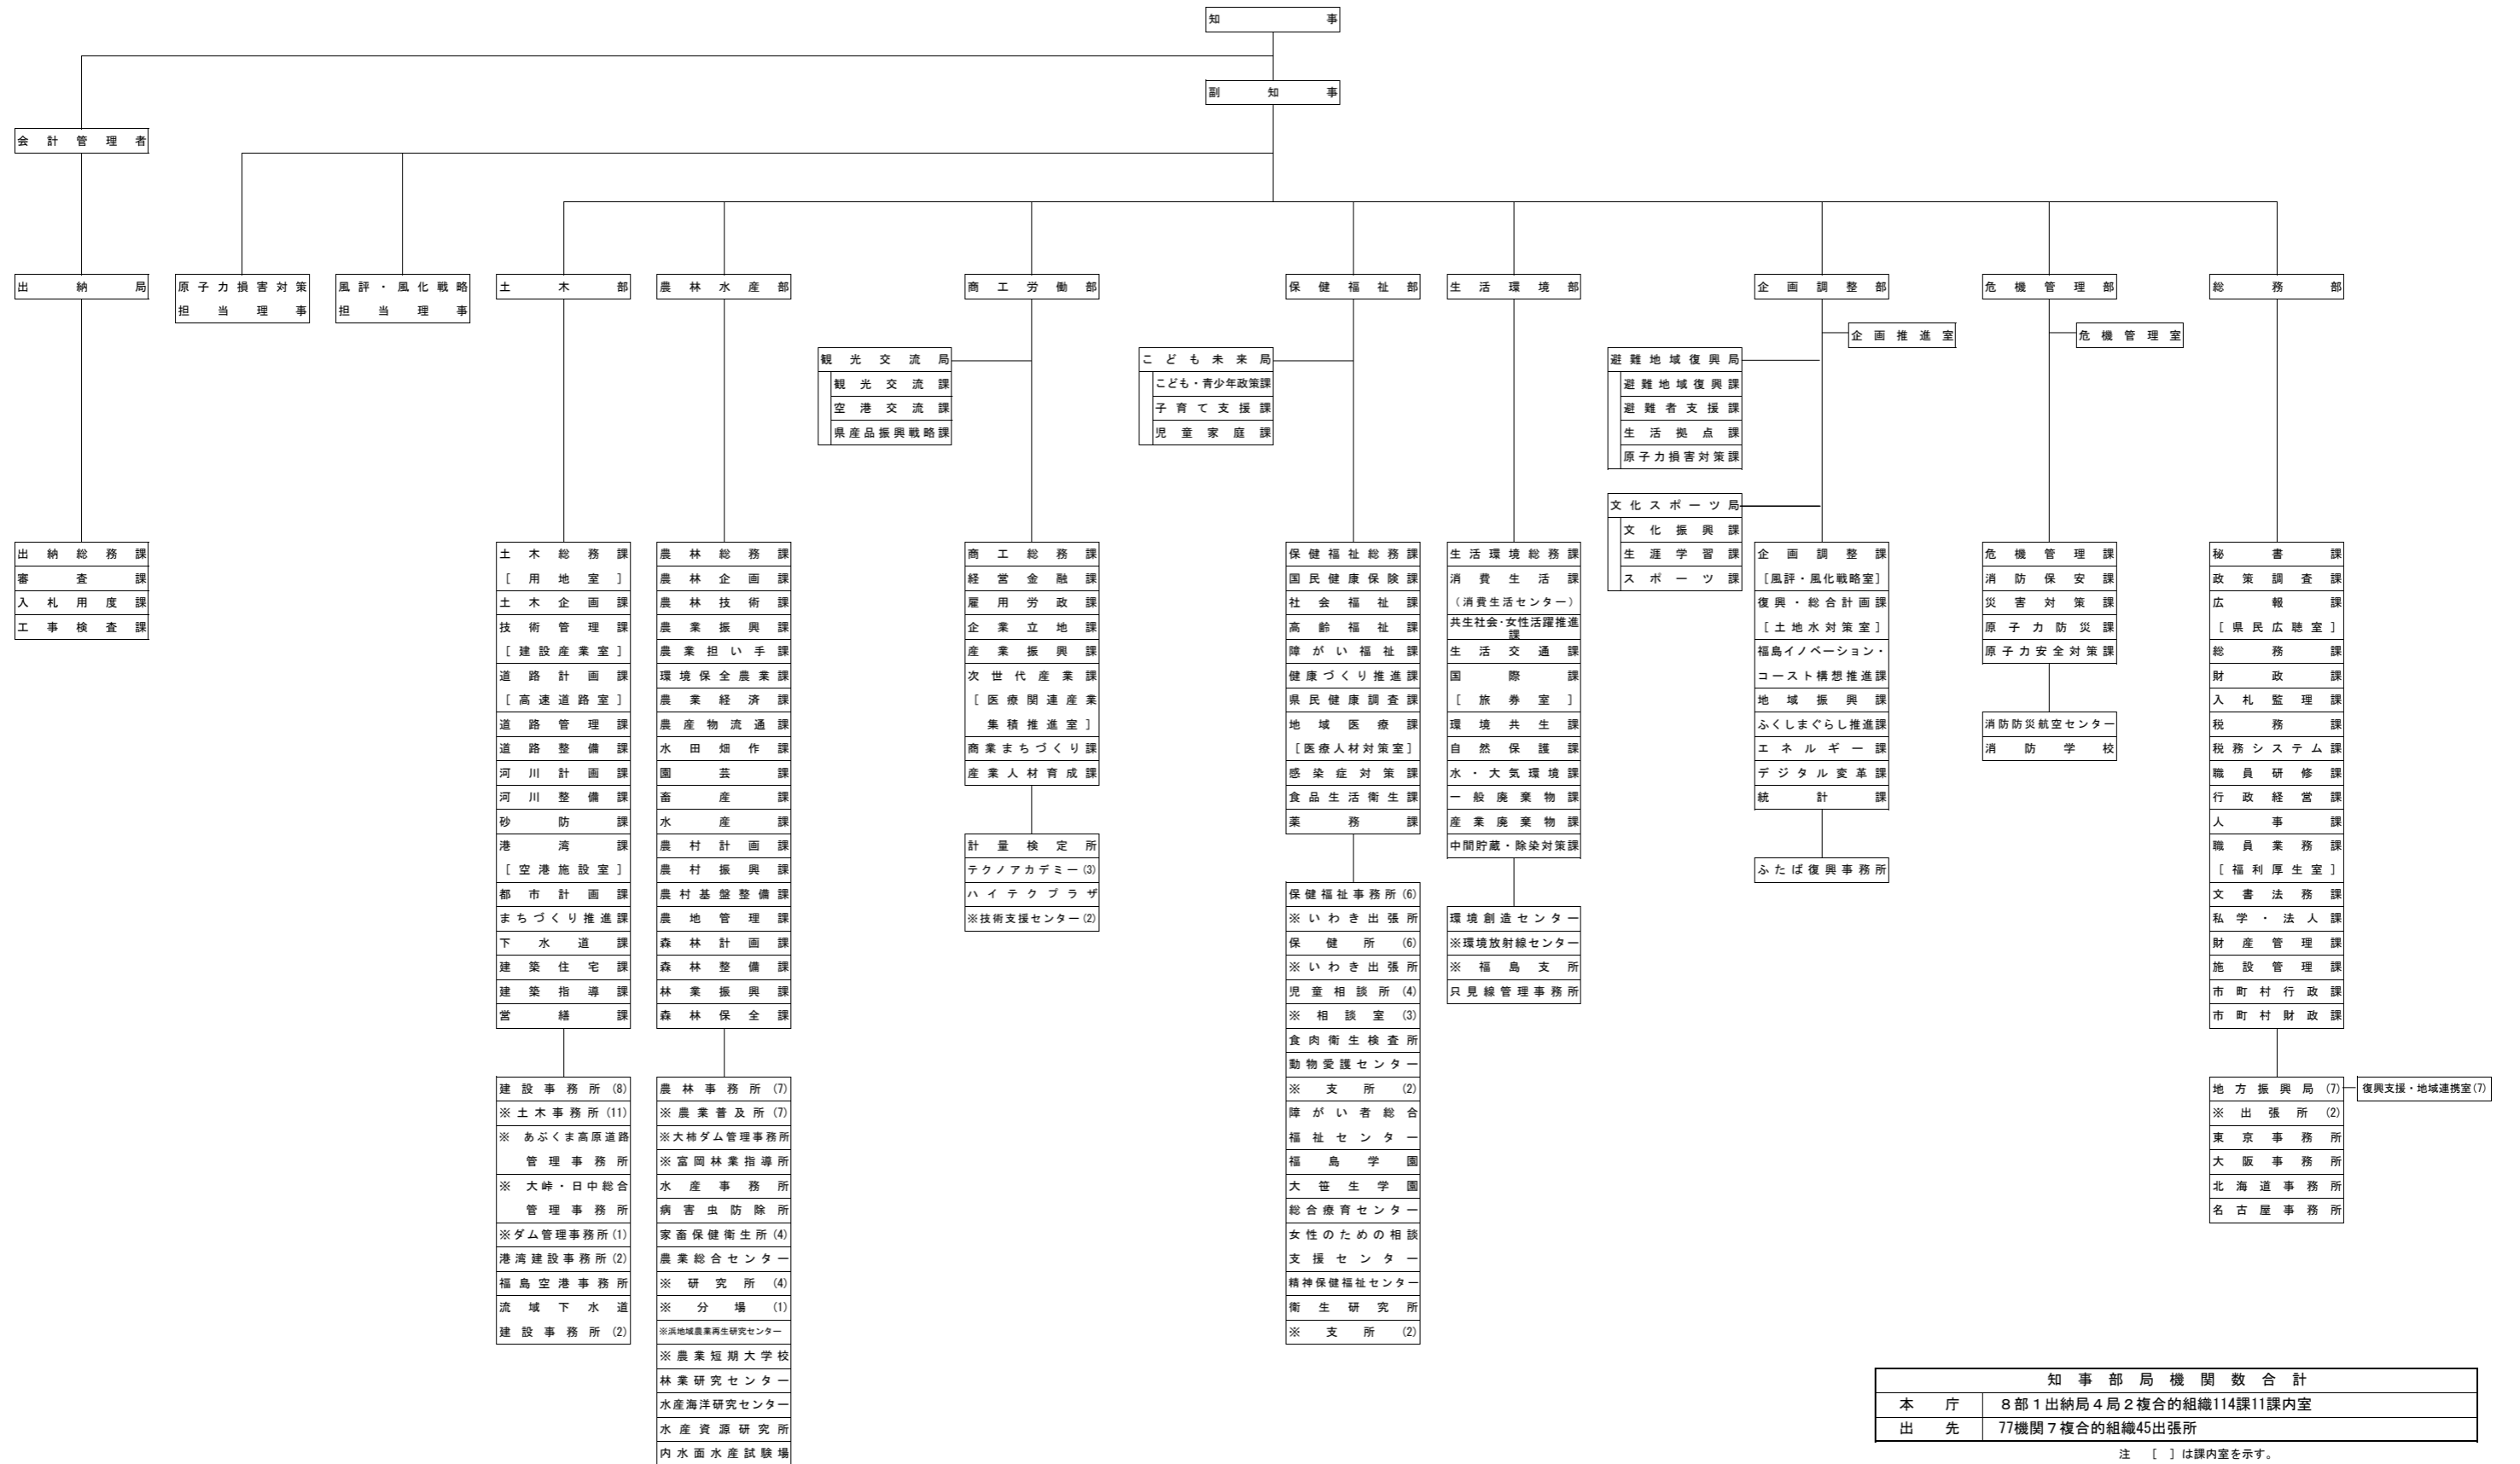 知事
副知事
会計管理者
出納局
原子力損害対策
担当理事
風評・風化戦略
担当理事
土木部
農林水産部
商工労働部
保健福祉部
生活環境部
企画調整部
危機管理部
総務部
企画推進室
危機管理室
観光交流局
観光交流課
空港交流課
県産品振興戦略課
こども未来局
こども・青少年政策課
子育て支援課
児童家庭課
避難地域復興局
避難地域復興課
避難者支援課
生活拠点課
原子力損害対策課
文化スポーツ局
文化振興課
生涯学習課
スポーツ課
出納総務課
審査課
入札用度課
工事検査課
土木総務課
[用地室]
土木企画課
技術管理課
[建設産業室]
道路計画課
[高速道路室]
道路管理課
道路整備課
河川計画課
河川整備課
砂防課
港湾課
[空港施設室]
都市計画課
まちづくり推進課
下水道課
建築住宅課
建築指導課
営繕課
建設事務所(8)
※土木事務所(11)
※ あぶくま高原道路
管理事務所
※ 大峠・日中総合
管理事務所
※ダム管理事務所(1)
港湾建設事務所(2)
福島空港事務所
流域下水道
建設事務所(2)
農林総務課
農林企画課
農林技術課
農業振興課
農業担い手課
環境保全農業課
農業経済課
農産物流通課
水田畑作課
園芸課
畜産課
水産課
農村計画課
農村振興課
農村基盤整備課
農地管理課
森林計画課
森林整備課
林業振興課
森林保全課
農林事務所(7)
※農業普及所(7)
※大柿ダム管理事務所
※富岡林業指導所
水産事務所
病害虫防除所
家畜保健衛生所(4)
農業総合センター
※研究所(4)
※分場(1)
※浜地域農業再生研究センター
※農業短期大学校
林業研究センター
水産海洋研究センター
水産資源研究所
内水面水産試験場
商工総務課
経営金融課
雇用労政課
企業立地課
産業振興課
次世代産業課
[医療関連産業
集積推進室]
商業まちづくり課
産業人材育成課
計量検定所
テクノアカデミー(3)
ハイテクプラザ
※技術支援センター(2)
保健福祉総務課
国民健康保険課
社会福祉課
高齢福祉課
障がい福祉課
健康づくり推進課
県民健康調査課
地域医療課
[医療人材対策室]
感染症対策課
食品生活衛生課
薬務課
保健福祉事務所(6)
※いわき出張所
保健所(6)
※いわき出張所
児童相談所(4)
※相談室(3)
食肉衛生検査所
動物愛護センター
※支所(2)
障がい者総合
福祉センター
福島学園
大笹生学園
総合療育センター
女性のための相談
支援センター
精神保健福祉センター
衛生研究所
※支所(2)
生活環境総務課
消費生活課
(消費生活センター)
共生社会・女性活躍推進
課
生活交通課
国際課
[旅券室]
環境共生課
自然保護課
水・大気環境課
一般廃棄物課
産業廃棄物課
中間貯蔵・除染対策課
環境創造センター
※環境放射線センター
※福島支所
只見線管理事務所
企画調整課
[風評・風化戦略室]
復興・総合計画課
[土地水対策室]
福島イノベーション・
コースト構想推進課
地域振興課
ふくしまぐらし推進課
エネルギー課
デジタル変革課
統計課
ふたば復興事務所
危機管理課
消防保安課
災害対策課
原子力防災課
原子力安全対策課
消防防災航空センター
消防学校
秘書課
政策調査課
広報課
[県民広聴室]
総務課
財政課
入札監理課
税務課
税務システム課
職員研修課
行政経営課
人事課
職員業務課
[福利厚生室]
文書法務課
私学・法人課
財産管理課
施設管理課
市町村行政課
市町村財政課
地方振興局(7)
復興支援・地域連携室(7)
※出張所(2)
東京事務所
大阪事務所
北海道事務所
名古屋事務所
知事部局機関数合計
本庁 8部1出納局4局2複合的組織114課11課内室
出先 77機関7複合的組織45出張所
注 [ ]は課内室を示す。